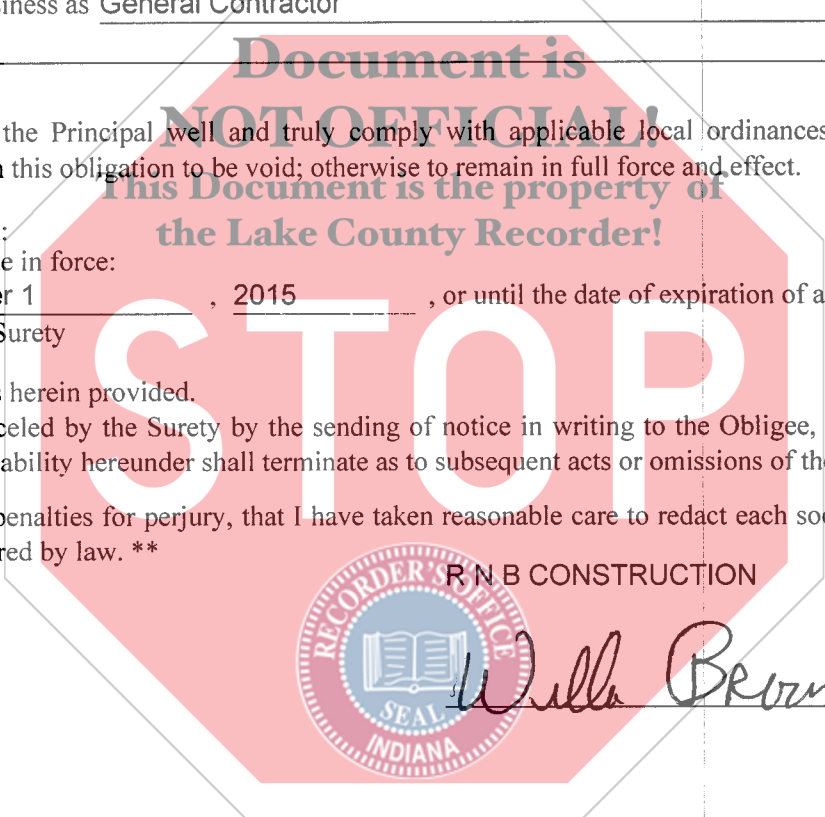 siness as General Contractor
Document is
NOT OFFICIAL!
the Principal well and truly comply with applicable local ordinances
this obligation to be void; otherwise to remain in full force and effect.
This Document is the property of
the Lake County Recorder!
:
e in force:
er 1 , 2015 , or until the date of expiration of a
Surety
STOP
s herein provided.
celed by the Surety by the sending of notice in writing to the Obligee,
ability hereunder shall terminate as to subsequent acts or omissions of the
penalties for perjury, that I have taken reasonable care to redact each soc
red by law. **
R N B CONSTRUCTION
RECORDER'S OFFICE
SEAL
INDIANA
Willa Brown